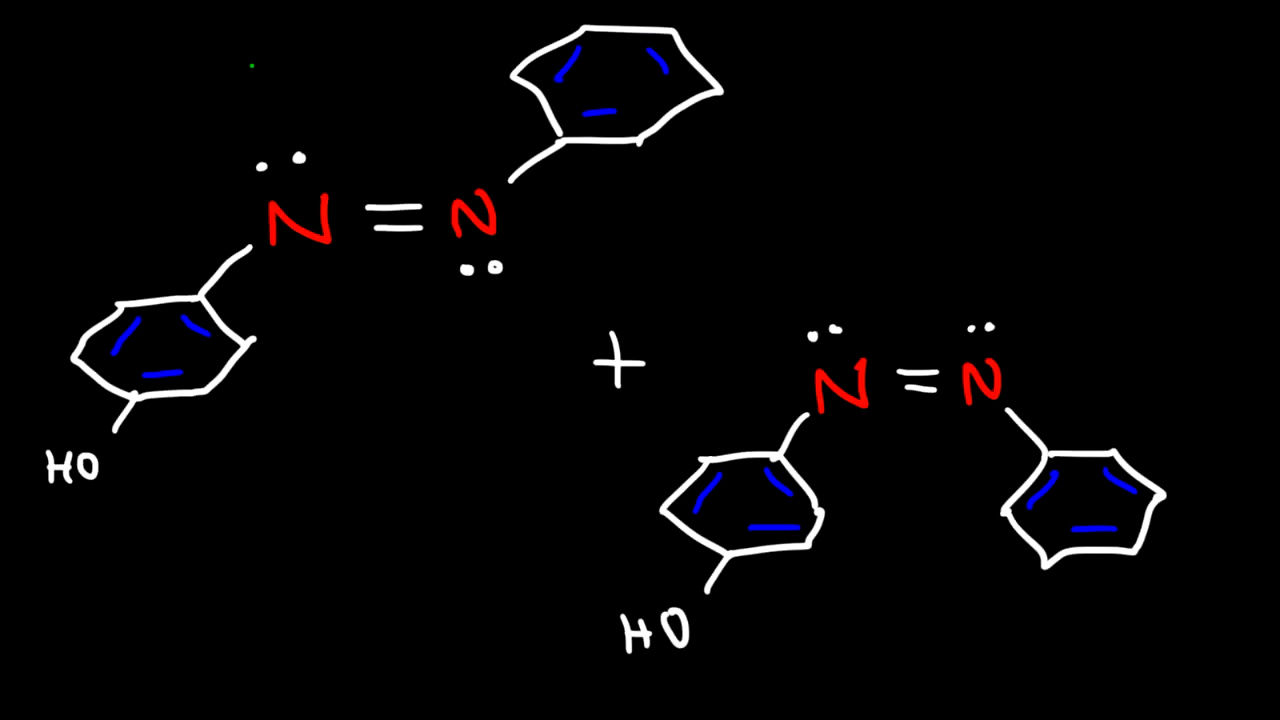 N = N
HO
+
N = N
HO